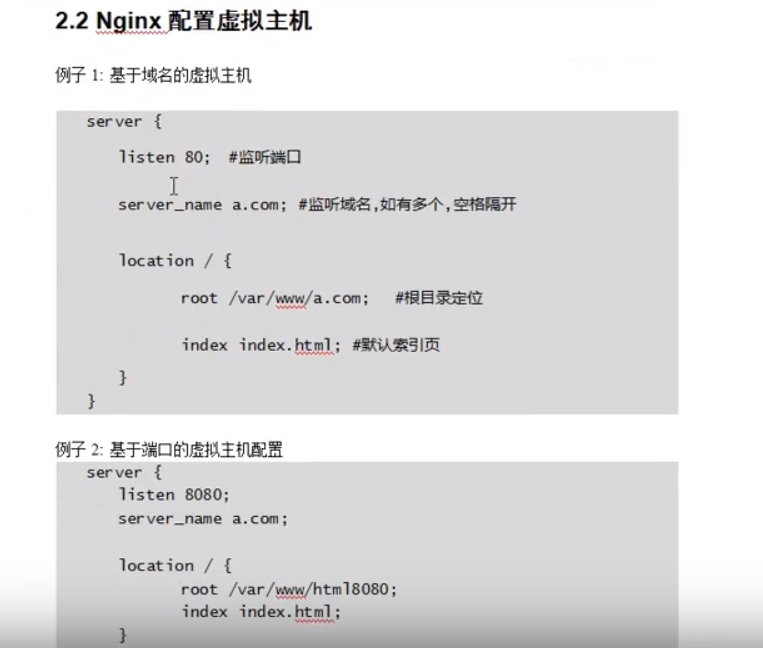 2.2 Nginx 配置虚拟主机
例子 1: 基于域名的虚拟主机
server {
listen 80; #监听端口
server_name a.com; #监听域名,如有多个,空格隔开
location / {
root /var/www/a.com; #根目录定位
index index.html; #默认索引页
}
}
例子 2: 基于端口的虚拟主机配置
server {
listen 8080;
server_name a.com;
location / {
root /var/www/html8080;
index index.html;
}